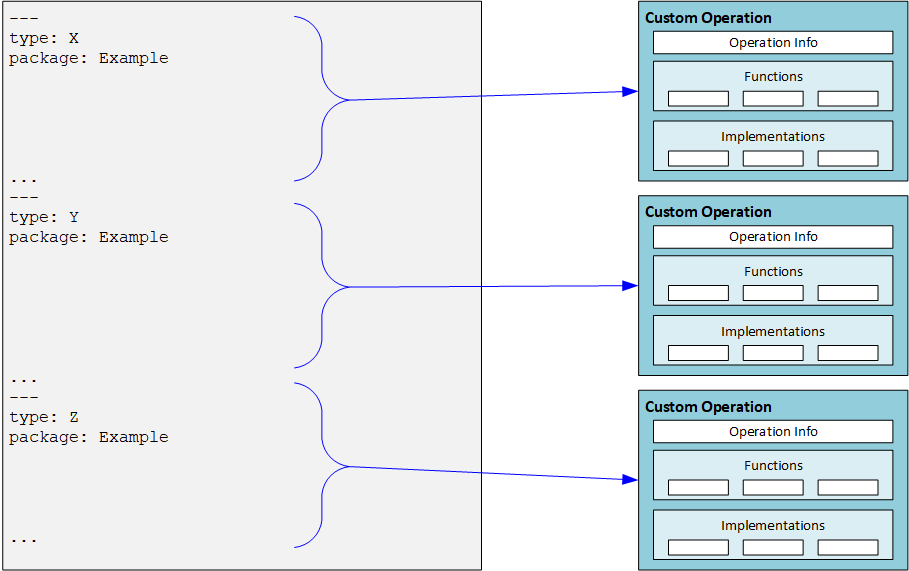 ---
type: X
package: Example
...
---
type: Y
package: Example
...
---
type: Z
package: Example
...
Custom Operation
Operation Info
Functions
Implementations
Custom Operation
Operation Info
Functions
Implementations
Custom Operation
Operation Info
Functions
Implementations